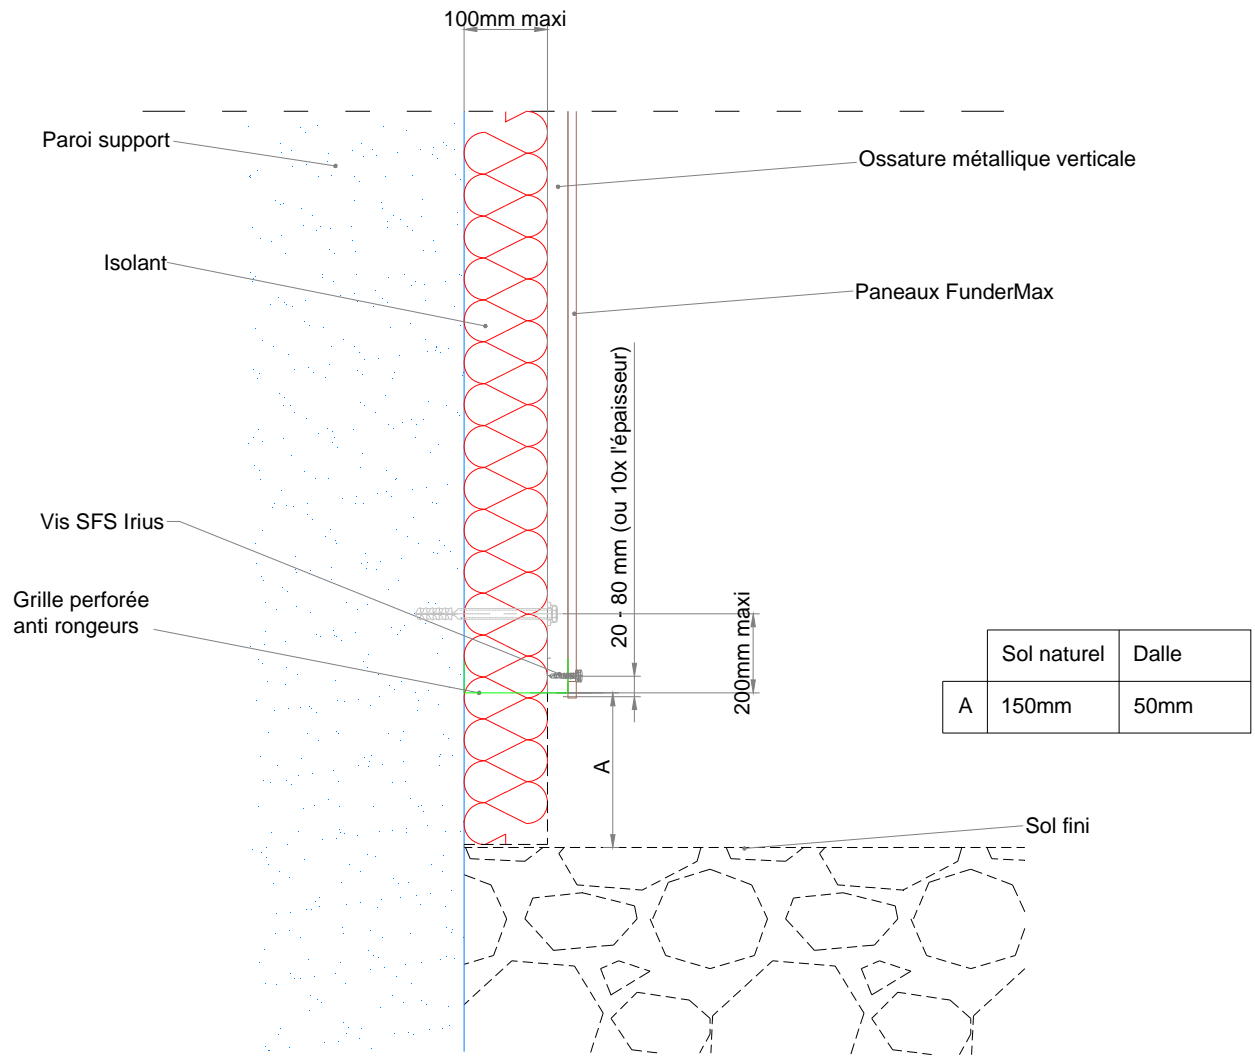 100mm maxi
Paroi support
Ossature métallique verticale
Isolant
Paneaux FunderMax
20 - 80 mm (ou 10x l'épaisseur)
Vis SFS Irius
Grille perforée
anti rongeurs
200mm maxi
Sol naturel Dalle
A 150mm 50mm
A
Sol fini